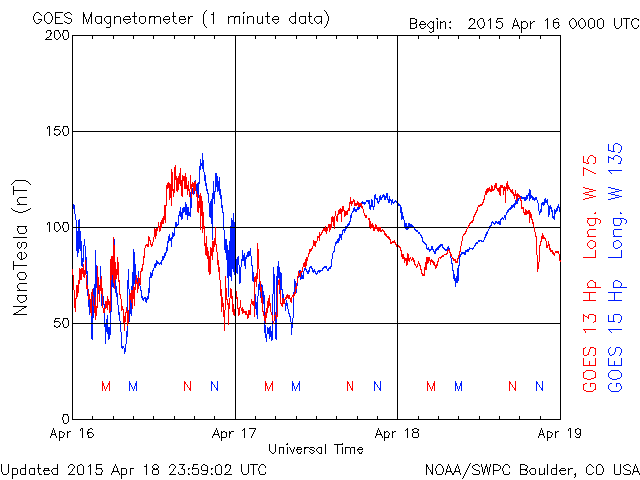 GOES Magnetometer (1 minute data)
Begin: 2015 Apr 16 0000 UTC
200
150
100
50
0
NanoTesla (nT)
M M N N M M N N M M N N
Apr 16 Apr 17 Apr 18 Apr 19
Universal Time
GOES 13 Hp Long. W 75
GOES 15 Hp Long. W 135
Updated 2015 Apr 18 23:59:02 UTC
NOAA/SWPC Boulder, CO USA